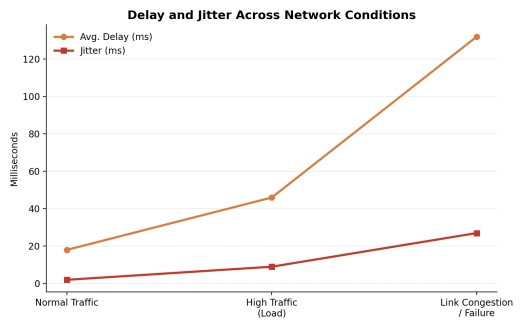 Delay and Jitter Across Network Conditions
Avg. Delay (ms)
Jitter (ms)
Milliseconds
120
100
80
60
40
20
0
Normal Traffic
High Traffic
(Load)
Link Congestion
/ Failure